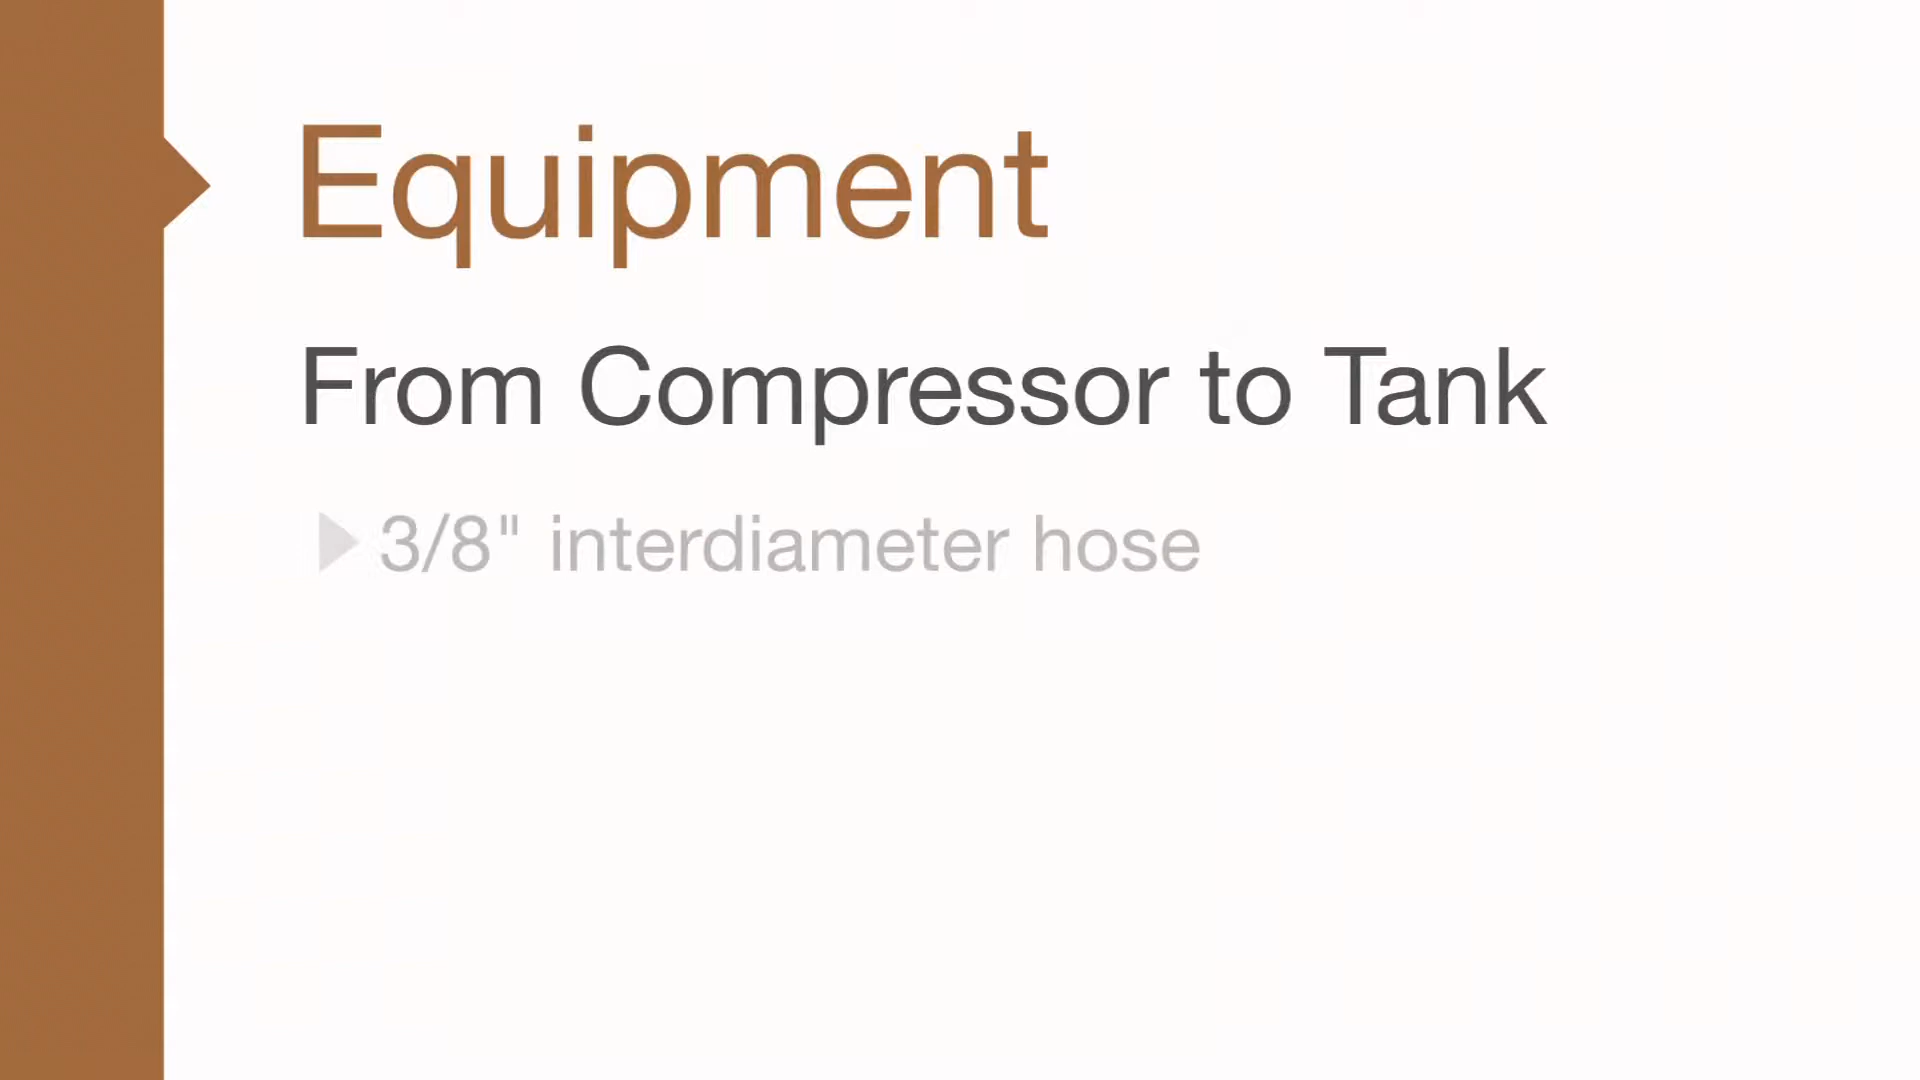 Equipment
From Compressor to Tank
3/8" interdiameter hose